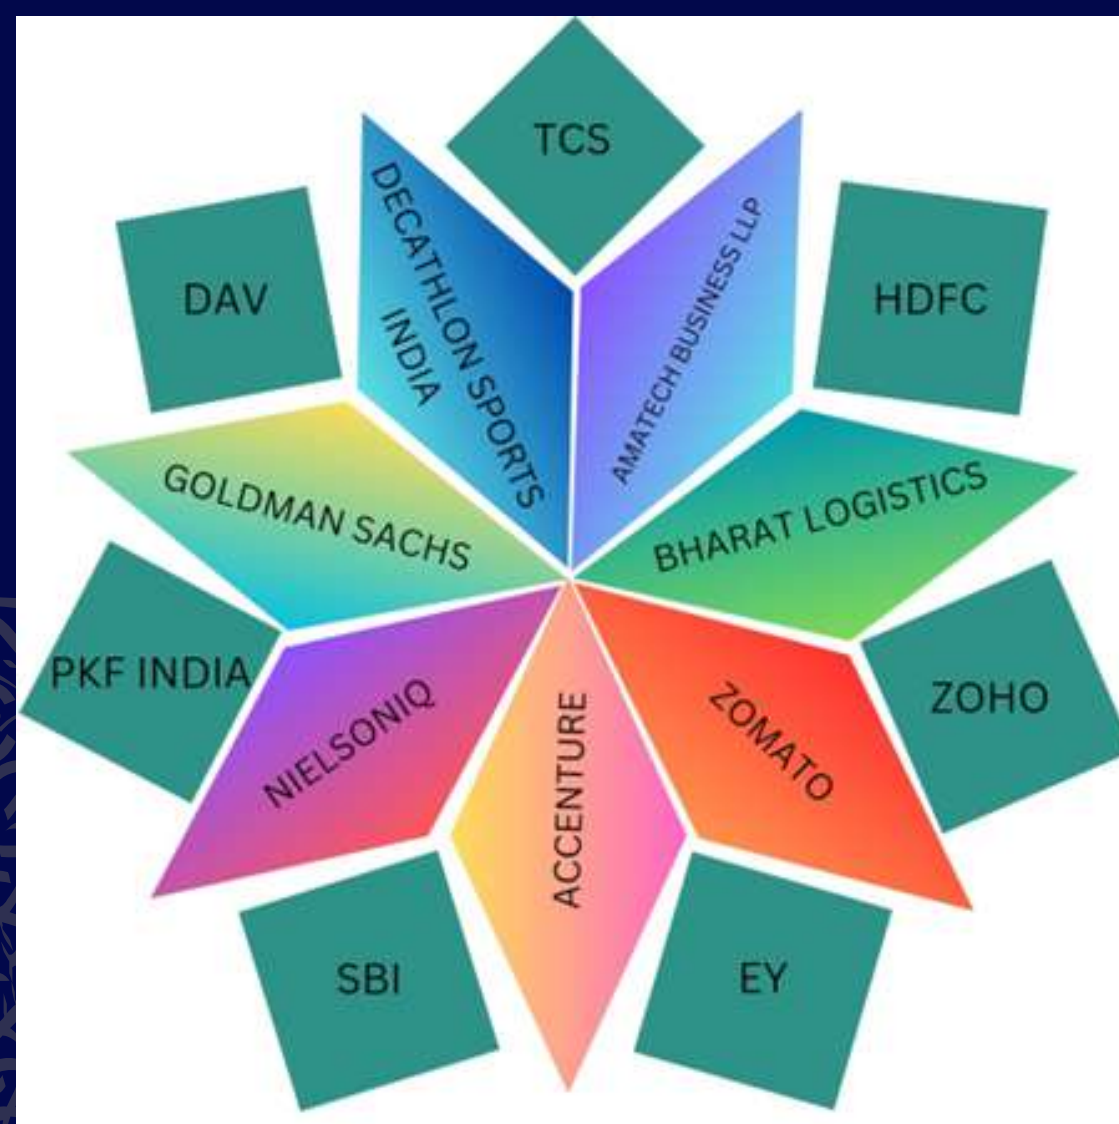 TCS
DECATHLON SPORTS
INDIA
AMATECH BUSINESS LLP
DAV
HDFC
GOLDMAN SACHS
BHARAT LOGISTICS
PKF INDIA
ZOHO
NIELSONIQ
ACCENTURE
ZOMATO
SBI
EY